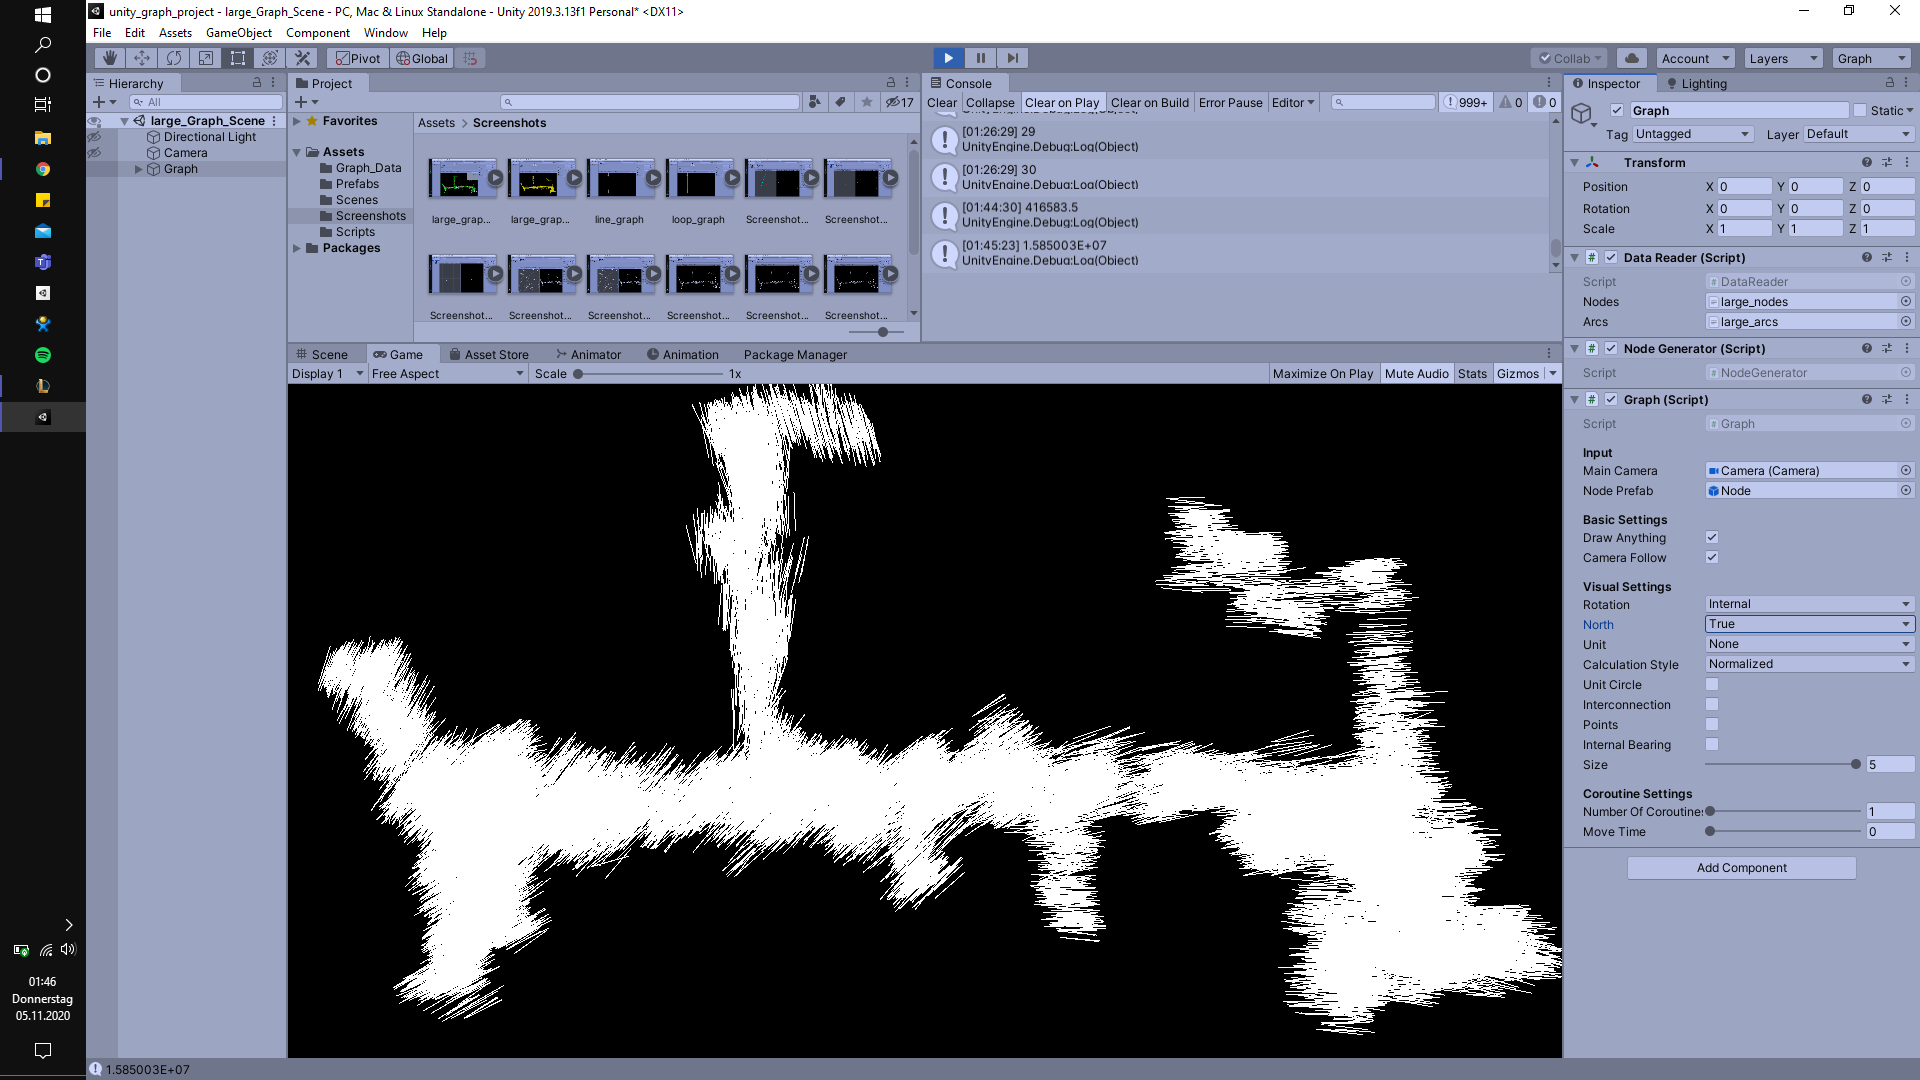 unity_graph_project - large_Graph_Scene - PC, Mac & Linux Standalone - Unity 2019.3.13f1 Personal* <DX11>
File Edit Assets GameObject Component Window Help
Pivot Global
Collab Account Layers Graph
Hierarchy
All
large_Graph_Scene
Directional Light
Camera
Graph
Project
17
Favorites
Assets
Graph_Data
Prefabs
Scenes
Screenshots
Scripts
Packages
Assets > Screenshots
large_grap... large_grap... line_graph loop_graph Screenshot... Screenshot...
Screenshot... Screenshot... Screenshot... Screenshot... Screenshot... Screenshot...
Console
Clear Collapse Clear on Play Clear on Build Error Pause Editor 999+ 0 0
UnityEngine.Debug:Log(Object)
[01:26:29] 29
UnityEngine.Debug:Log(Object)
[01:26:29] 30
UnityEngine.Debug:Log(Object)
[01:44:30] 416583.5
UnityEngine.Debug:Log(Object)
[01:45:23] 1.585003E+07
UnityEngine.Debug:Log(Object)
Scene Game Asset Store Animator Animation Package Manager
Display 1 Free Aspect Scale 1x Maximize On Play Mute Audio Stats Gizmos
Inspector Lighting
Graph Static
Tag Untagged Layer Default
Transform
Position X 0 Y 0 Z 0
Rotation X 0 Y 0 Z 0
Scale X 1 Y 1 Z 1
Data Reader (Script)
Script DataReader
Nodes large_nodes
Arcs large_arcs
Node Generator (Script)
Script NodeGenerator
Graph (Script)
Script Graph
Input
Main Camera Camera (Camera)
Node Prefab Node
Basic Settings
Draw Anything
Camera Follow
Visual Settings
Rotation Internal
North True
Unit None
Calculation Style Normalized
Unit Circle
Interconnection
Points
Internal Bearing
Size 5
Coroutine Settings
Number Of Coroutine: 1
Move Time 0
Add Component
01:46
Donnerstag
05.11.2020
1.585003E+07